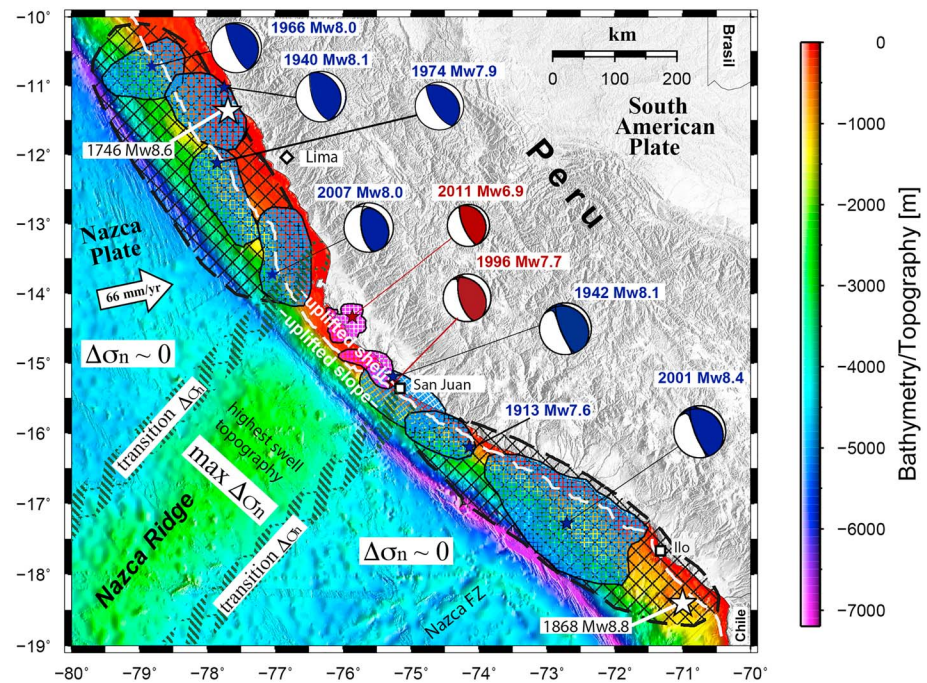 1966 Mw8.0
1940 Mw8.1
1974 Mw7.9
km
0 100 200
Brasil
South
American
Plate
1746 Mw8.6
Lima
Peru
2007 Mw8.0
2011 Mw6.9
Nazca
Plate
66 mm/yr
1996 Mw7.7
1942 Mw8.1
uplifted shelf
uplifted slope
San Juan
2001 Mw8.4
1913 Mw7.6
Δσn ~ 0
transition Δσn
highest swell
topography
max Δσn
Nazca Ridge
transition Δσn
Δσn ~ 0
Nazca FZ
Ilo
1868 Mw8.8
Chile
−10°
−11°
−12°
−13°
−14°
−15°
−16°
−17°
−18°
−19°
−80° −79° −78° −77° −76° −75° −74° −73° −72° −71° −70°
0
−1000
−2000
−3000
−4000
−5000
−6000
−7000
Bathymetry/Topography [m]